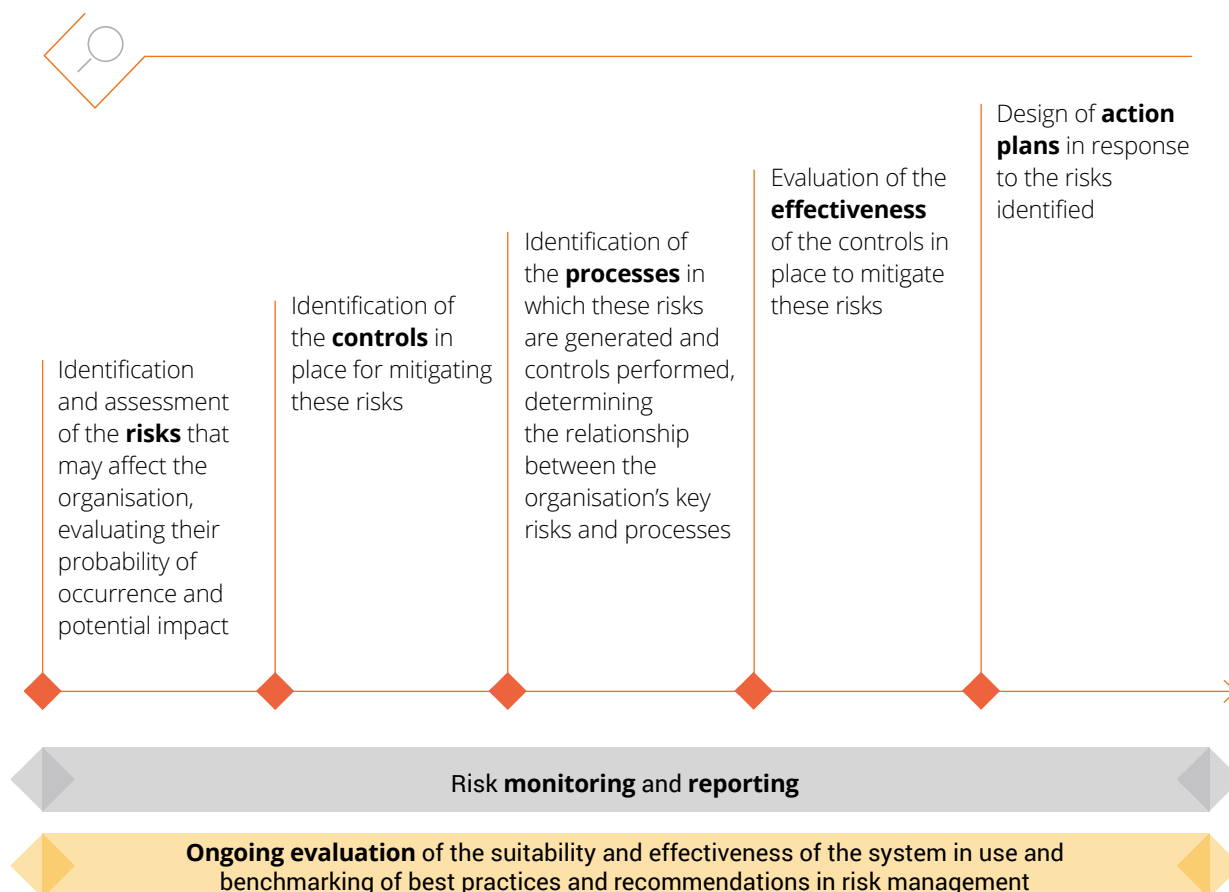 Identification
and assessment
of the risks that
may affect the
organisation,
evaluating their
probability of
occurrence and
potential impact
Identification of
the controls in
place for mitigating
these risks
Identification of
the processes in
which these risks
are generated and
controls performed,
determining
the relationship
between the
organisation’s key
risks and processes
Evaluation of the
effectiveness
of the controls in
place to mitigate
these risks
Design of action
plans in response
to the risks
identified
Risk monitoring and reporting
Ongoing evaluation of the suitability and effectiveness of the system in use and
benchmarking of best practices and recommendations in risk management